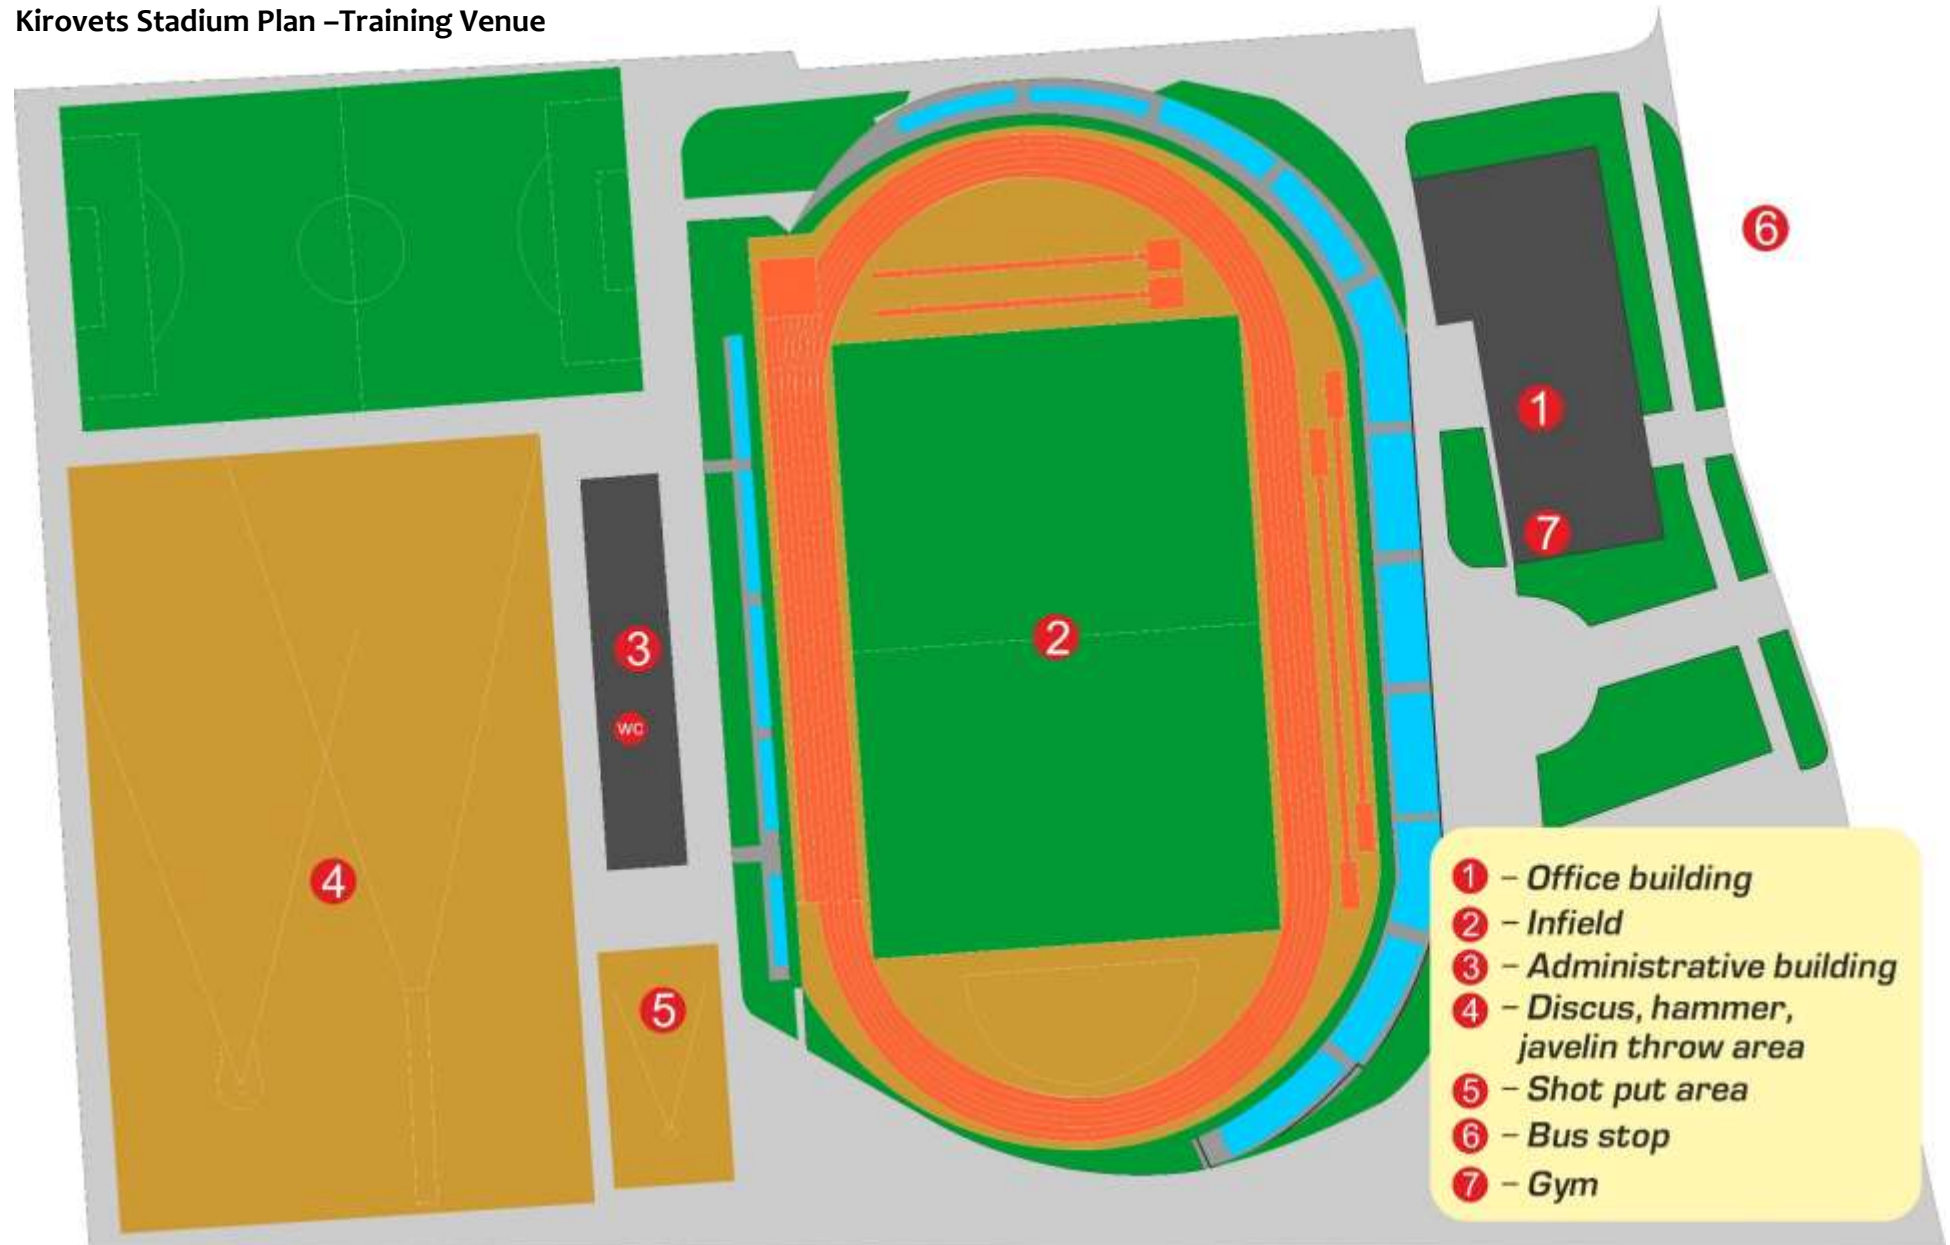 Kirovets Stadium Plan –Training Venue
6
1
7
2
3
WC
4
5
1 – Office building
2 – Infield
3 – Administrative building
4 – Discus, hammer,
javelin throw area
5 – Shot put area
6 – Bus stop
7 – Gym